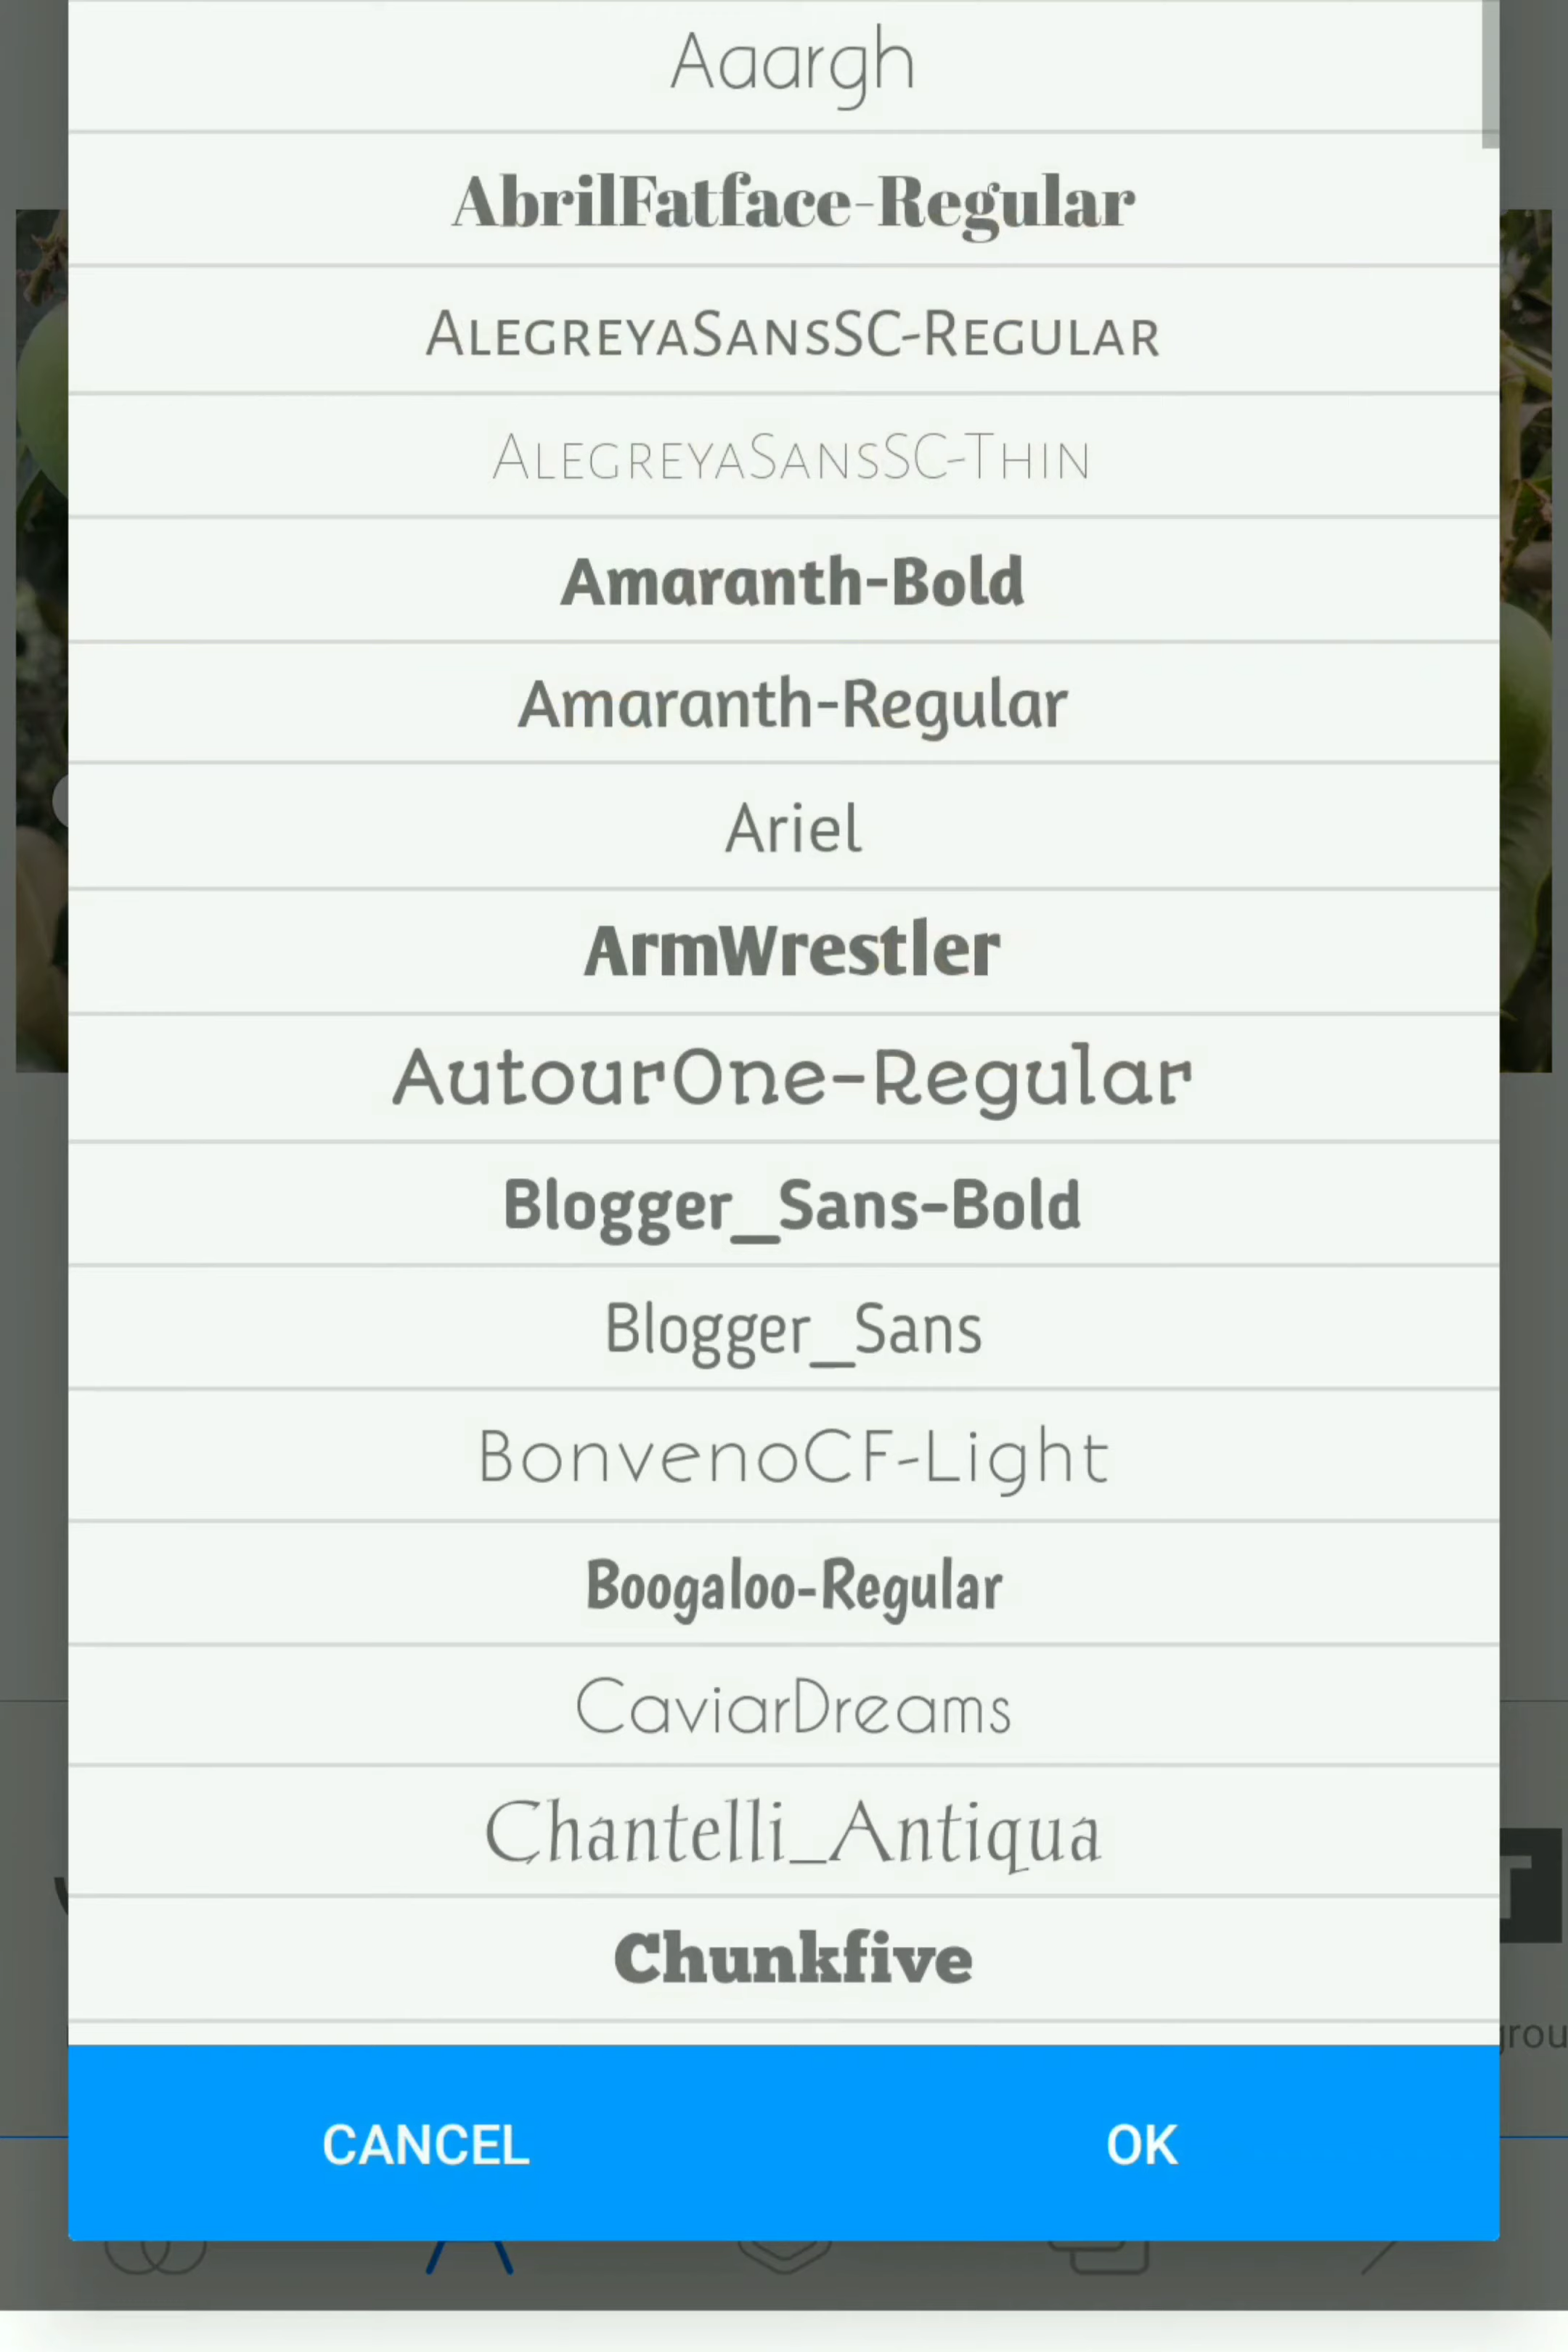 Aaargh
AbrilFatface-Regular
AlegreyaSansSC-Regular
AlegreyaSansSC-Thin
Amaranth-Bold
Amaranth-Regular
Ariel
ArmWrestler
AutourOne-Regular
Blogger_Sans-Bold
Blogger_Sans
BonvenoCF-Light
Boogaloo-Regular
CaviarDreams
Chantelli_Antiqua
Chunkfive
CANCEL OK